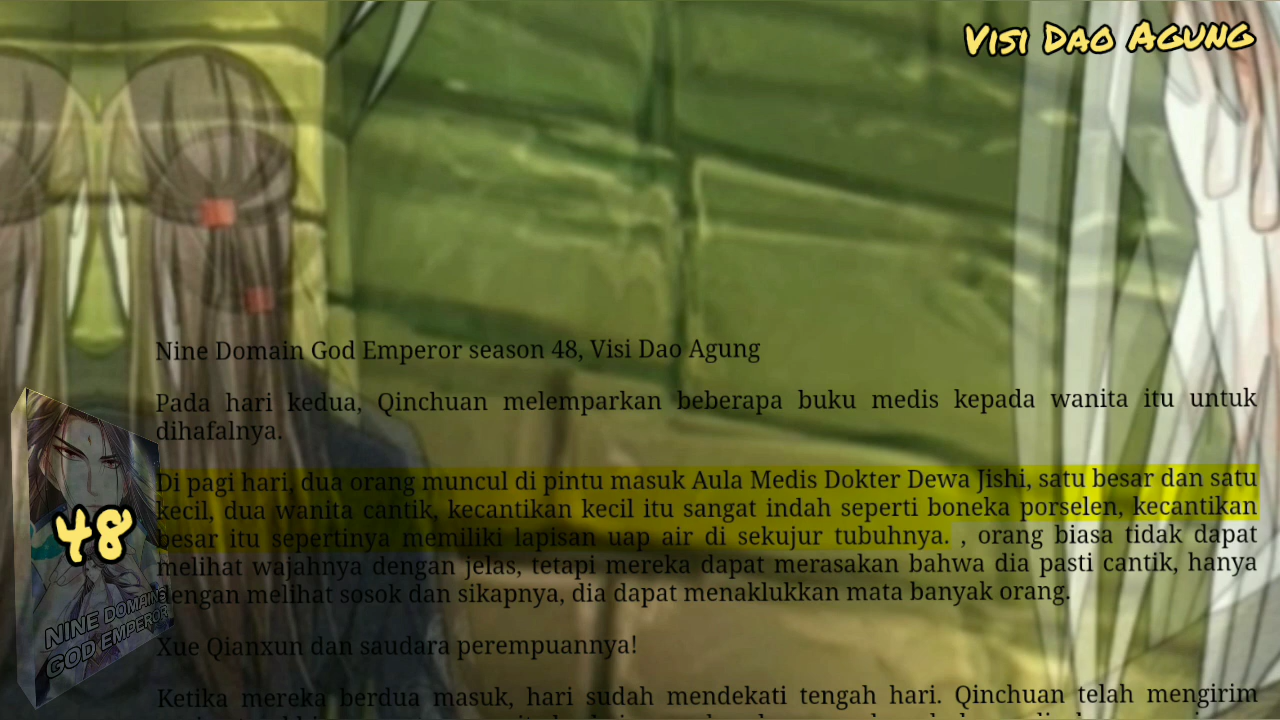 Visi Dao Agung
Nine Domain God Emperor season 48, Visi Dao Agung
Pada hari kedua, Qinchuan melemparkan beberapa buku medis kepada wanita itu untuk
dihafalnya.
Di pagi hari, dua orang muncul di pintu masuk Aula Medis Dokter Dewa Jishi, satu besar dan satu
kecil, dua wanita cantik, kecantikan kecil itu sangat indah seperti boneka porselen, kecantikan
besar itu sepertinya memiliki lapisan uap air di sekujur tubuhnya. , orang biasa tidak dapat
melihat wajahnya dengan jelas, tetapi mereka dapat merasakan bahwa dia pasti cantik, hanya
dengan melihat sosok dan sikapnya, dia dapat menaklukkan mata banyak orang.
Xue Qianxun dan saudara perempuannya!
Ketika mereka berdua masuk, hari sudah mendekati tengah hari. Qinchuan telah mengirim
48
NINE DOMAIN
GOD EMPEROR